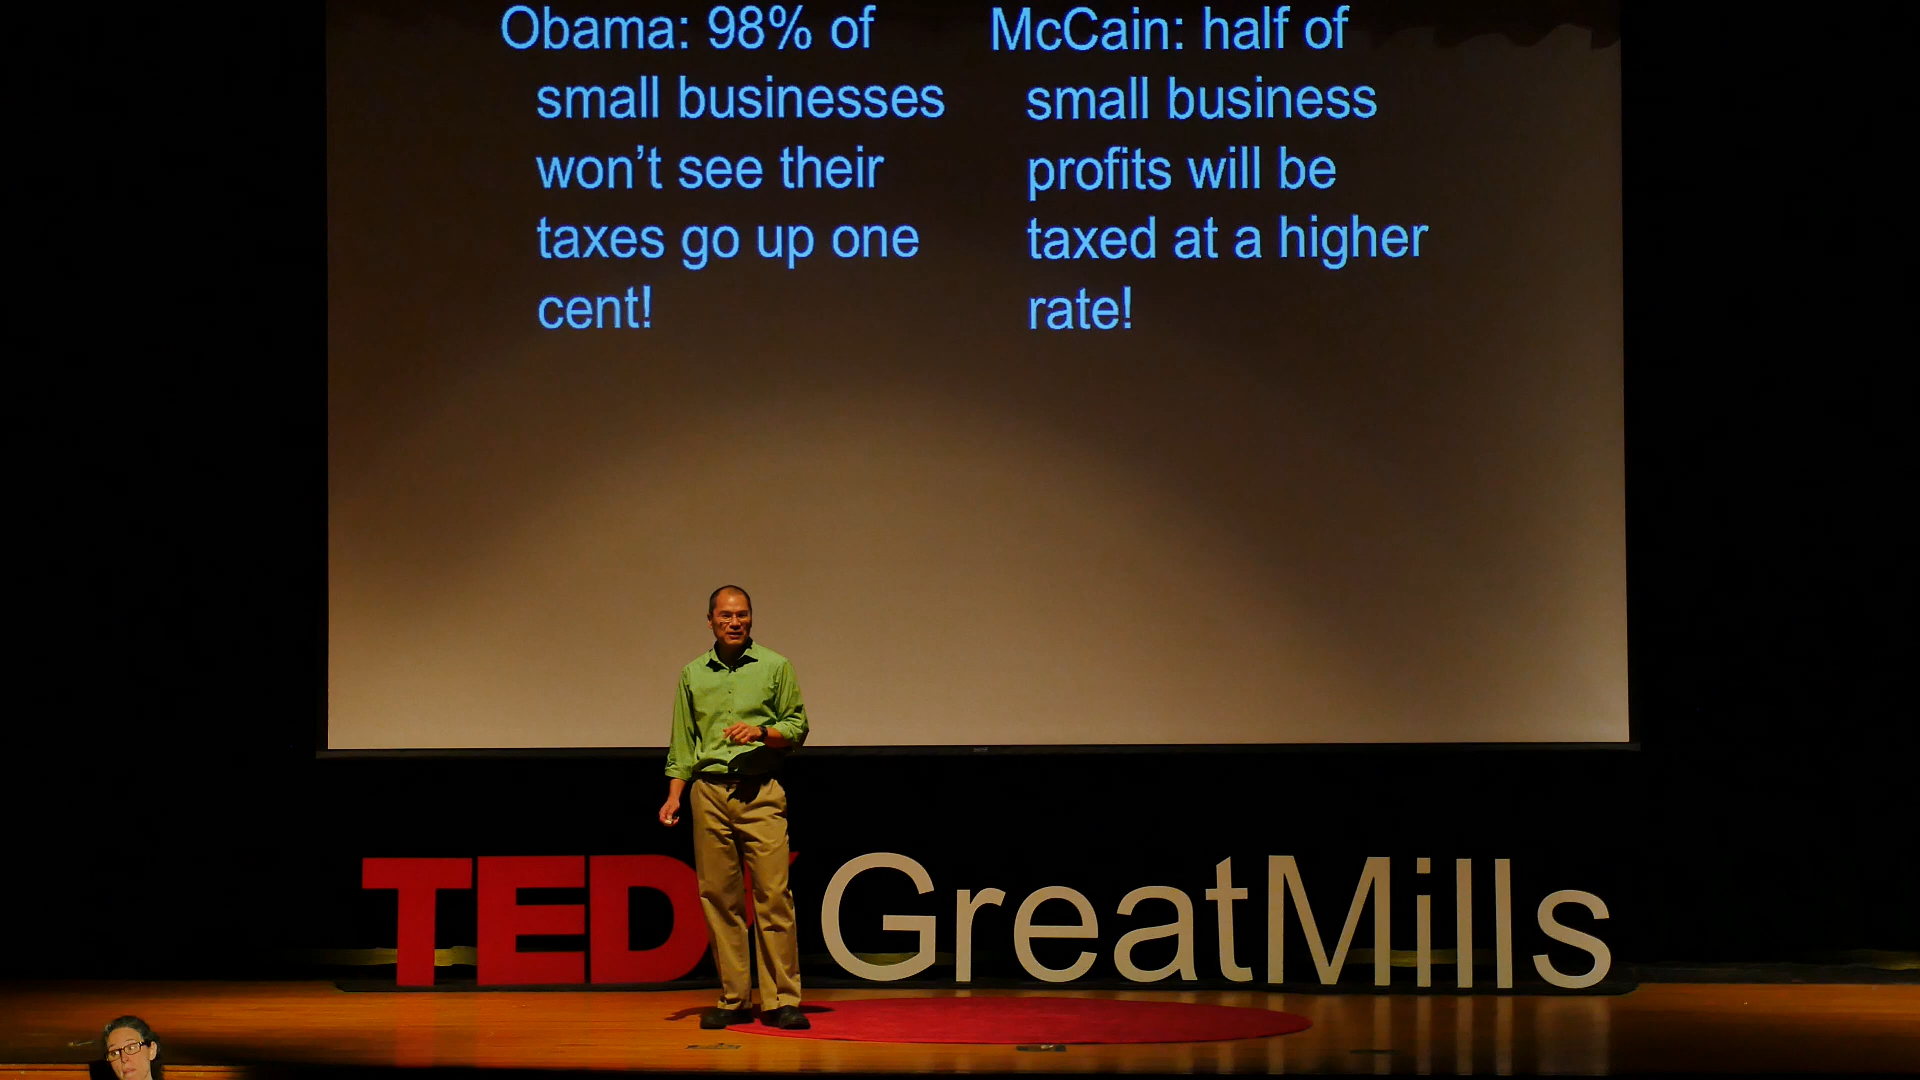 Obama: 98% of
small businesses
won't see their
taxes go up one
cent!
McCain: half of
small business
profits will be
taxed at a higher
rate!
TEDx GreatMills